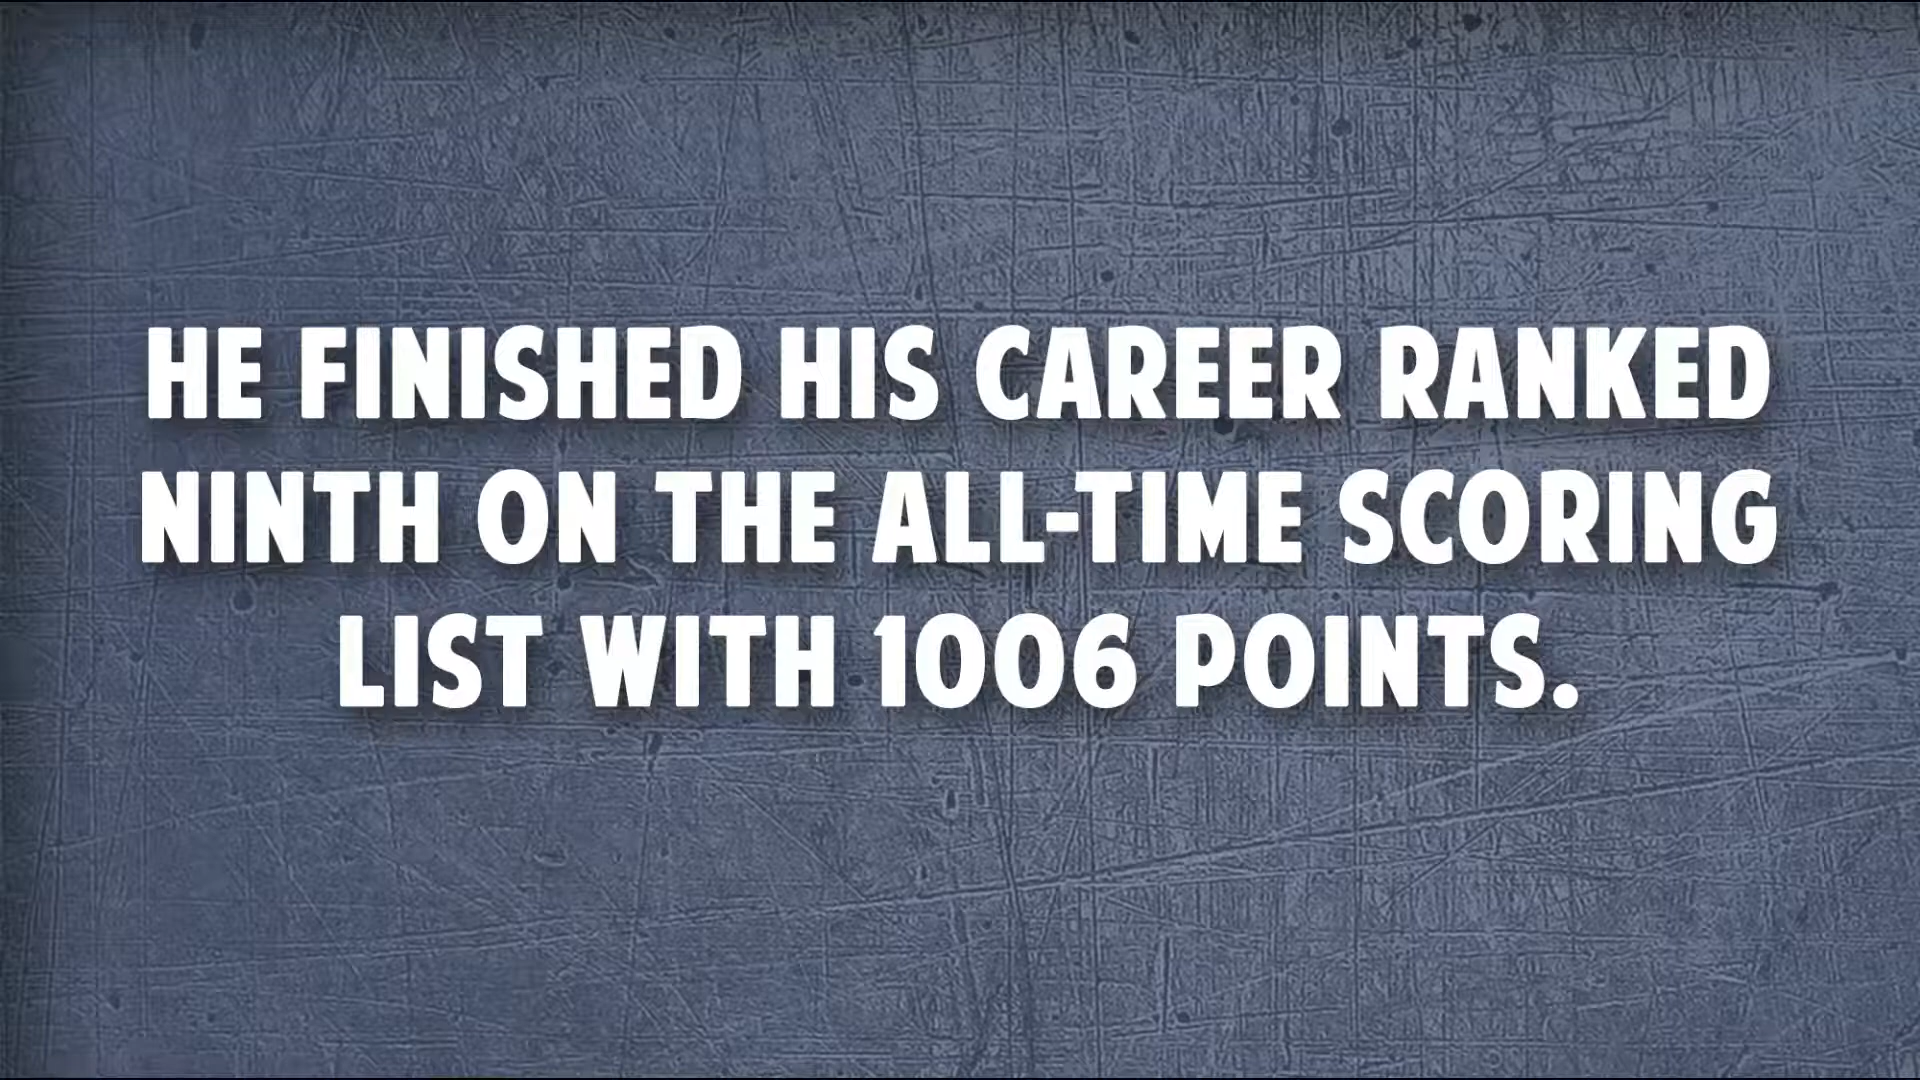 HE FINISHED HIS CAREER RANKED
NINTH ON THE ALL-TIME SCORING
LIST WITH 1006 POINTS.